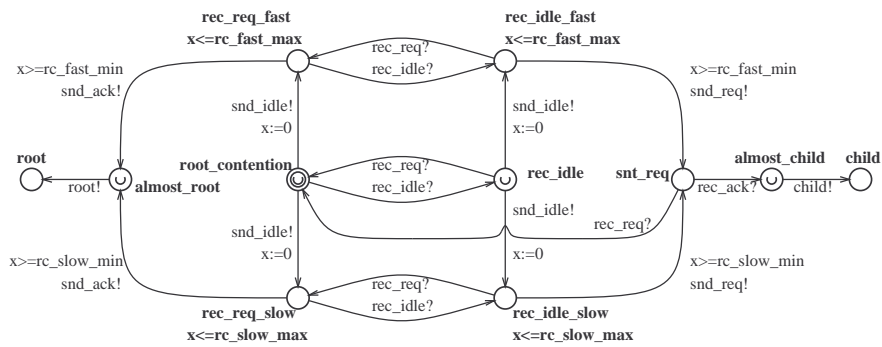 rec_req_fast
x<=rc_fast_max
rec_idle_fast
x<=rc_fast_max
rec_req?
rec_idle?
x>=rc_fast_min
snd_ack!
x>=rc_fast_min
snd_req!
snd_idle!
x:=0
snd_idle!
x:=0
root
root_contention
rec_req?
rec_idle?
rec_idle
snt_req
almost_child
child
root!
almost_root
rec_ack?
child!
snd_idle!
x:=0
snd_idle!
x:=0
rec_req?
x>=rc_slow_min
snd_ack!
x>=rc_slow_min
snd_req!
rec_req?
rec_idle?
rec_req_slow
x<=rc_slow_max
rec_idle_slow
x<=rc_slow_max